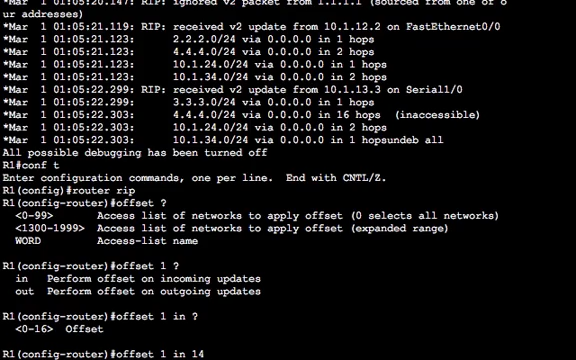 *Mar  1 01:05:20.147: RIP: ignored v2 packet from 1.1.1.1 (sourced from one of o
ur addresses)
*Mar  1 01:05:21.119: RIP: received v2 update from 10.1.12.2 on FastEthernet0/0
*Mar  1 01:05:21.123:      2.2.2.0/24 via 0.0.0.0 in 1 hops
*Mar  1 01:05:21.123:      4.4.4.0/24 via 0.0.0.0 in 2 hops
*Mar  1 01:05:21.123:      10.1.24.0/24 via 0.0.0.0 in 1 hops
*Mar  1 01:05:21.123:      10.1.34.0/24 via 0.0.0.0 in 2 hops
*Mar  1 01:05:22.299: RIP: received v2 update from 10.1.13.3 on Serial1/0
*Mar  1 01:05:22.299:      3.3.3.0/24 via 0.0.0.0 in 1 hops
*Mar  1 01:05:22.303:      4.4.4.0/24 via 0.0.0.0 in 16 hops  (inaccessible)
*Mar  1 01:05:22.303:      10.1.24.0/24 via 0.0.0.0 in 2 hops
*Mar  1 01:05:22.303:      10.1.34.0/24 via 0.0.0.0 in 1 hopsundeb all
All possible debugging has been turned off
R1#conf t
Enter configuration commands, one per line.  End with CNTL/Z.
R1(config)#router rip
R1(config-router)#offset ?
  <0-99>       Access list of networks to apply offset (0 selects all networks)
  <1300-1999>  Access list of networks to apply offset (expanded range)
  WORD         Access-list name
R1(config-router)#offset 1 ?
  in   Perform offset on incoming updates
  out  Perform offset on outgoing updates
R1(config-router)#offset 1 in ?
  <0-16>  Offset
R1(config-router)#offset 1 in 14